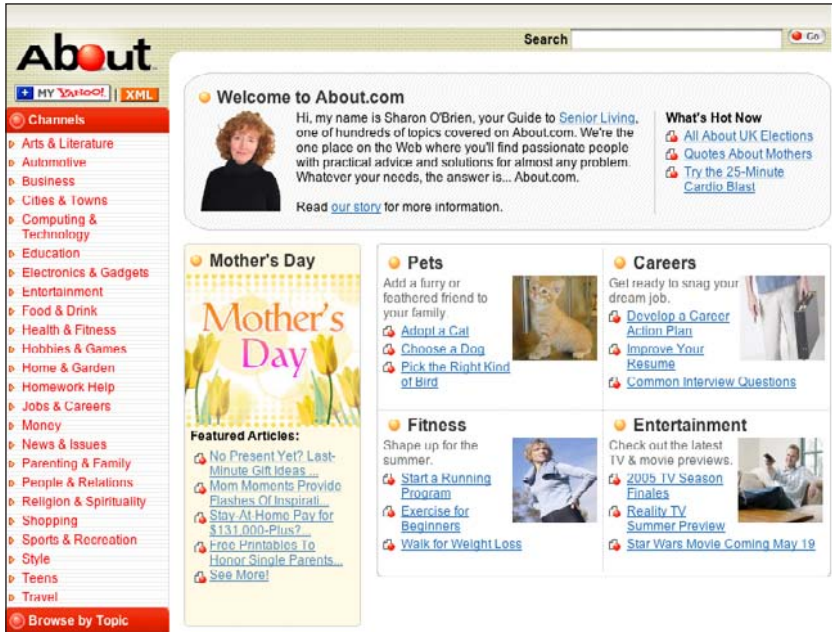 Search
Go
About
MY YAHOO!
XML
Channels
Arts & Literature
Automotive
Business
Cities & Towns
Computing &
Technology
Education
Electronics & Gadgets
Entertainment
Food & Drink
Health & Fitness
Hobbies & Games
Home & Garden
Homework Help
Jobs & Careers
Money
News & Issues
Parenting & Family
People & Relations
Religion & Spirituality
Shopping
Sports & Recreation
Style
Teens
Travel
Browse by Topic
Welcome to About.com
Hi, my name is Sharon O'Brien, your Guide to Senior Living,
one of hundreds of topics covered on About.com. We're the
one place on the Web where you'll find passionate people
with practical advice and solutions for almost any problem.
Whatever your needs, the answer is... About.com.
Read our story for more information.
What's Hot Now
All About UK Elections
Quotes About Mothers
Try the 25-Minute
Cardio Blast
Mother's Day
Mother's
Day
Featured Articles:
No Present Yet? Last-
Minute Gift Ideas ...
Mom Moments Provide
Flashes Of Inspirati...
Stay-At-Home Pay for
$131,000-Plus?...
Free Printables To
Honor Single Parents...
See More!
Pets
Add a furry or
feathered friend to
your family.
Adopt a Cat
Choose a Dog
Pick the Right Kind
of Bird
Careers
Get ready to snag your
dream job.
Develop a Career
Action Plan
Improve Your
Resume
Common Interview Questions
Fitness
Shape up for the
summer.
Start a Running
Program
Exercise for
Beginners
Walk for Weight Loss
Entertainment
Check out the latest
TV & movie previews.
2005 TV Season
Finales
Reality TV
Summer Preview
Star Wars Movie Coming May 19